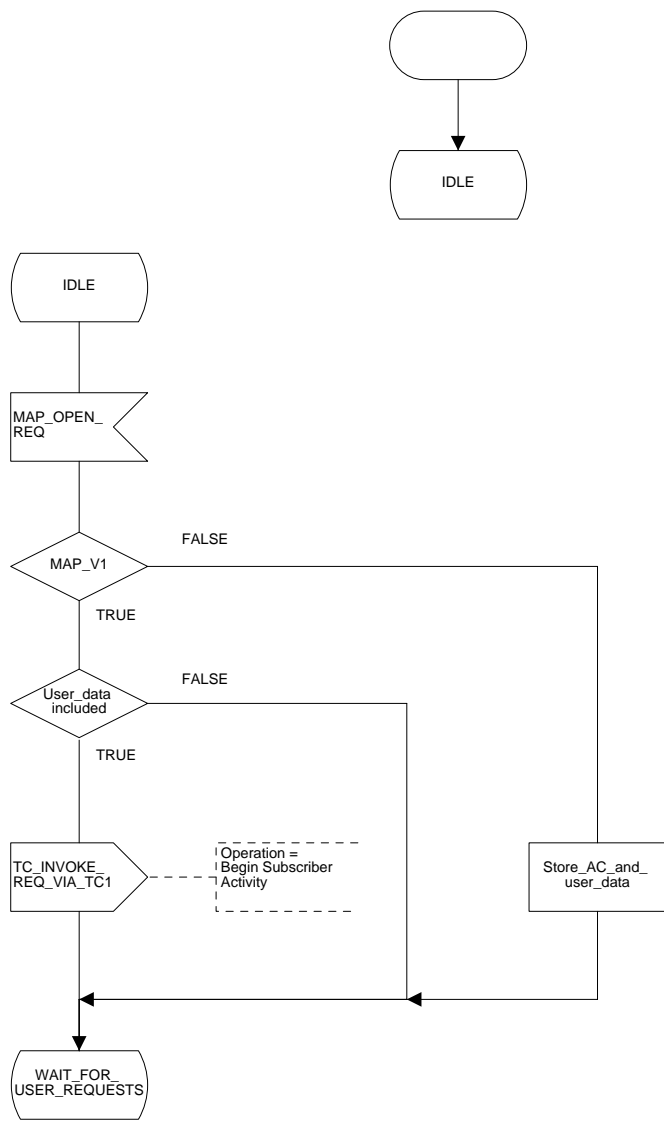 IDLE
IDLE
MAP_OPEN_
REQ
FALSE
MAP_V1
TRUE
FALSE
User_data
included
TRUE
TC_INVOKE_
REQ_VIA_TC1
Operation =
Begin Subscriber
Activity
Store_AC_and_
user_data
WAIT_FOR_
USER_REQUESTS